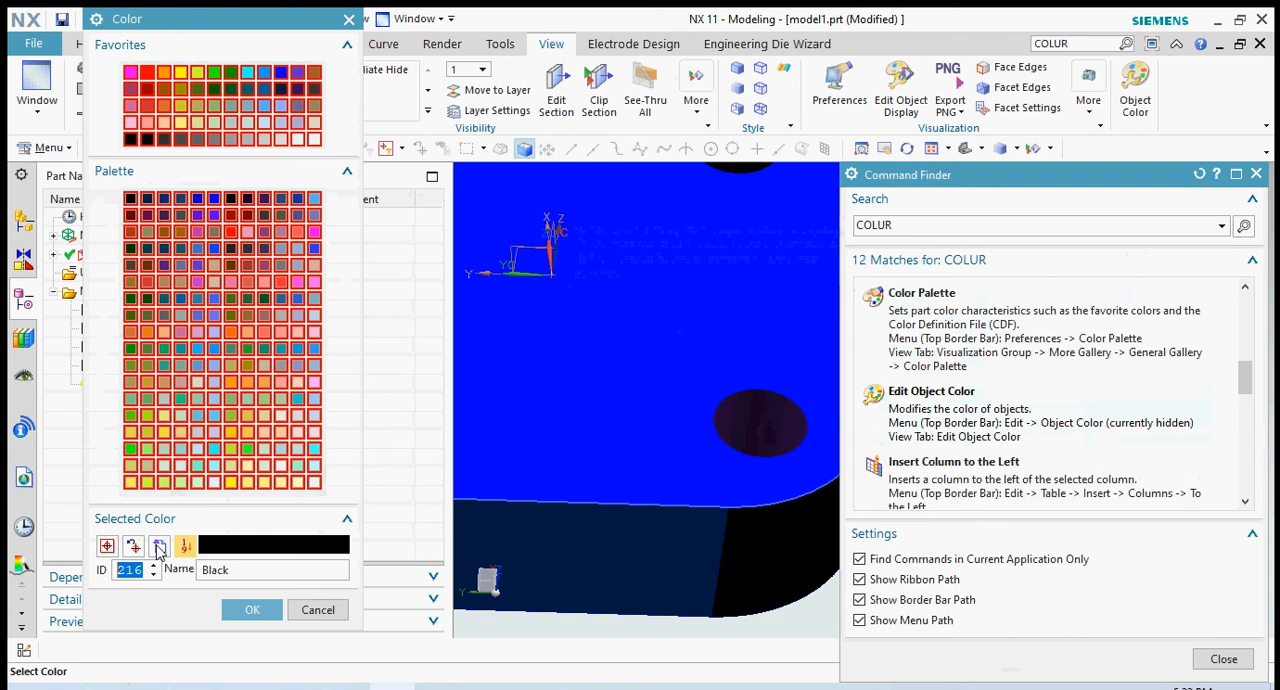 NX
Color
Window
NX 11 - Modeling - [model1.prt (Modified) ]
SIEMENS
File
Curve
Render
Tools
View
Electrode Design
Engineering Die Wizard
COLUR
Favorites
Window
Hide
1
Move to Layer
Layer Settings
Edit
Section
Clip
Section
See-Thru
All
More
Visibility
Style
Preferences
Edit Object
Display
Export
PNG
PNG
Face Edges
Facet Edges
Facet Settings
More
Visualization
Object
Color
Menu
Palette
Command Finder
Search
COLUR
12 Matches for: COLUR
Color Palette
Sets part color characteristics such as the favorite colors and the
Color Definition File (CDF).
Menu (Top Border Bar): Preferences -> Color Palette
View Tab: Visualization Group -> More Gallery -> General Gallery
-> Color Palette
Edit Object Color
Modifies the color of objects.
Menu (Top Border Bar): Edit -> Object Color (currently hidden)
View Tab: Edit Object Color
Insert Column to the Left
Inserts a column to the left of the selected column.
Menu (Top Border Bar): Edit -> Table -> Insert -> Columns -> To
the Left
Settings
Find Commands in Current Application Only
Show Ribbon Path
Show Border Bar Path
Show Menu Path
Close
X
Z
Y
Y
Selected Color
ID
216
Name
Black
OK
Cancel
Select Color